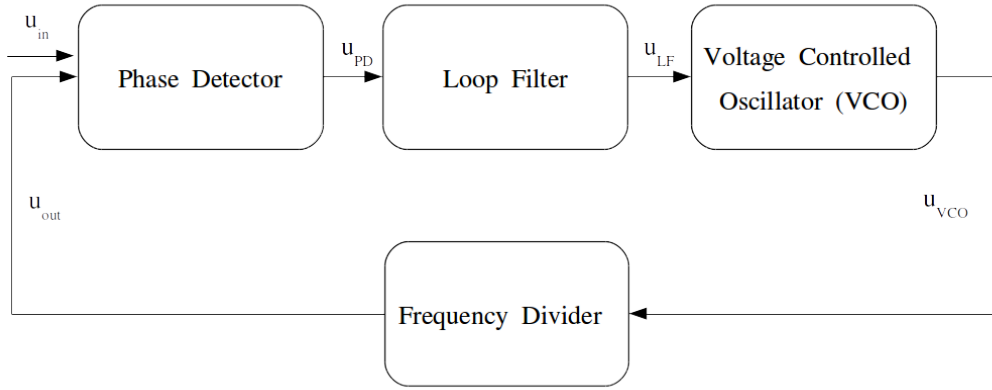 u_in
Phase Detector
u_PD
Loop Filter
u_LF
Voltage Controlled
Oscillator (VCO)
u_out
u_VCO
Frequency Divider